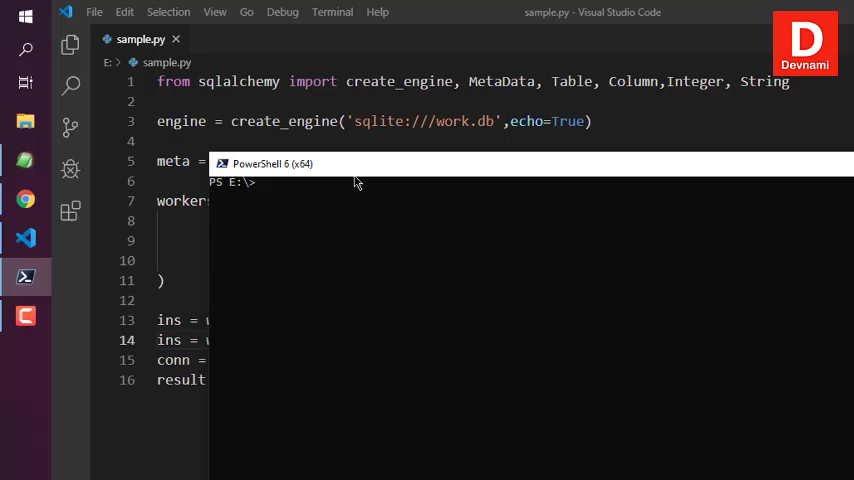 File Edit Selection View Go Debug Terminal Help sample.py - Visual Studio Code
sample.py
E: > sample.py
D
Devnami
1 from sqlalchemy import create_engine, MetaData, Table, Column,Integer, String
2
3 engine = create_engine('sqlite:///work.db',echo=True)
4
5 meta =
6
7 workers
8
9
10
11 )
12
13 ins =
14 ins =
15 conn =
16 result
PowerShell 6 (x64)
PS E:\>